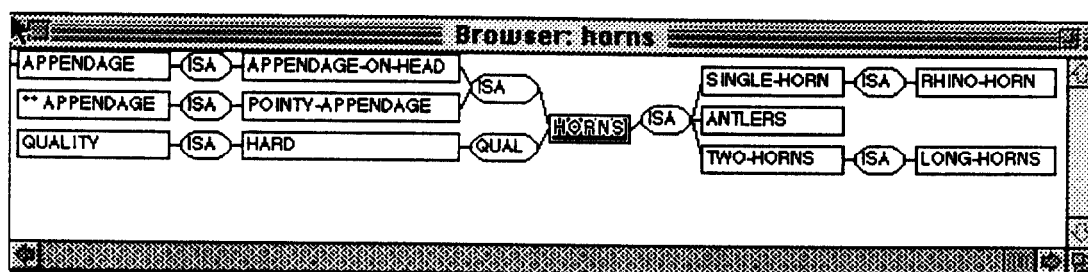 Browser: horns
APPENDAGE ISA APPENDAGE-ON-HEAD ISA SINGLE-HORN ISA RHINO-HORN
** APPENDAGE ISA POINTY-APPENDAGE HORNS ISA ANTLERS
QUALITY ISA HARD QUAL TWO-HORNS ISA LONG-HORNS